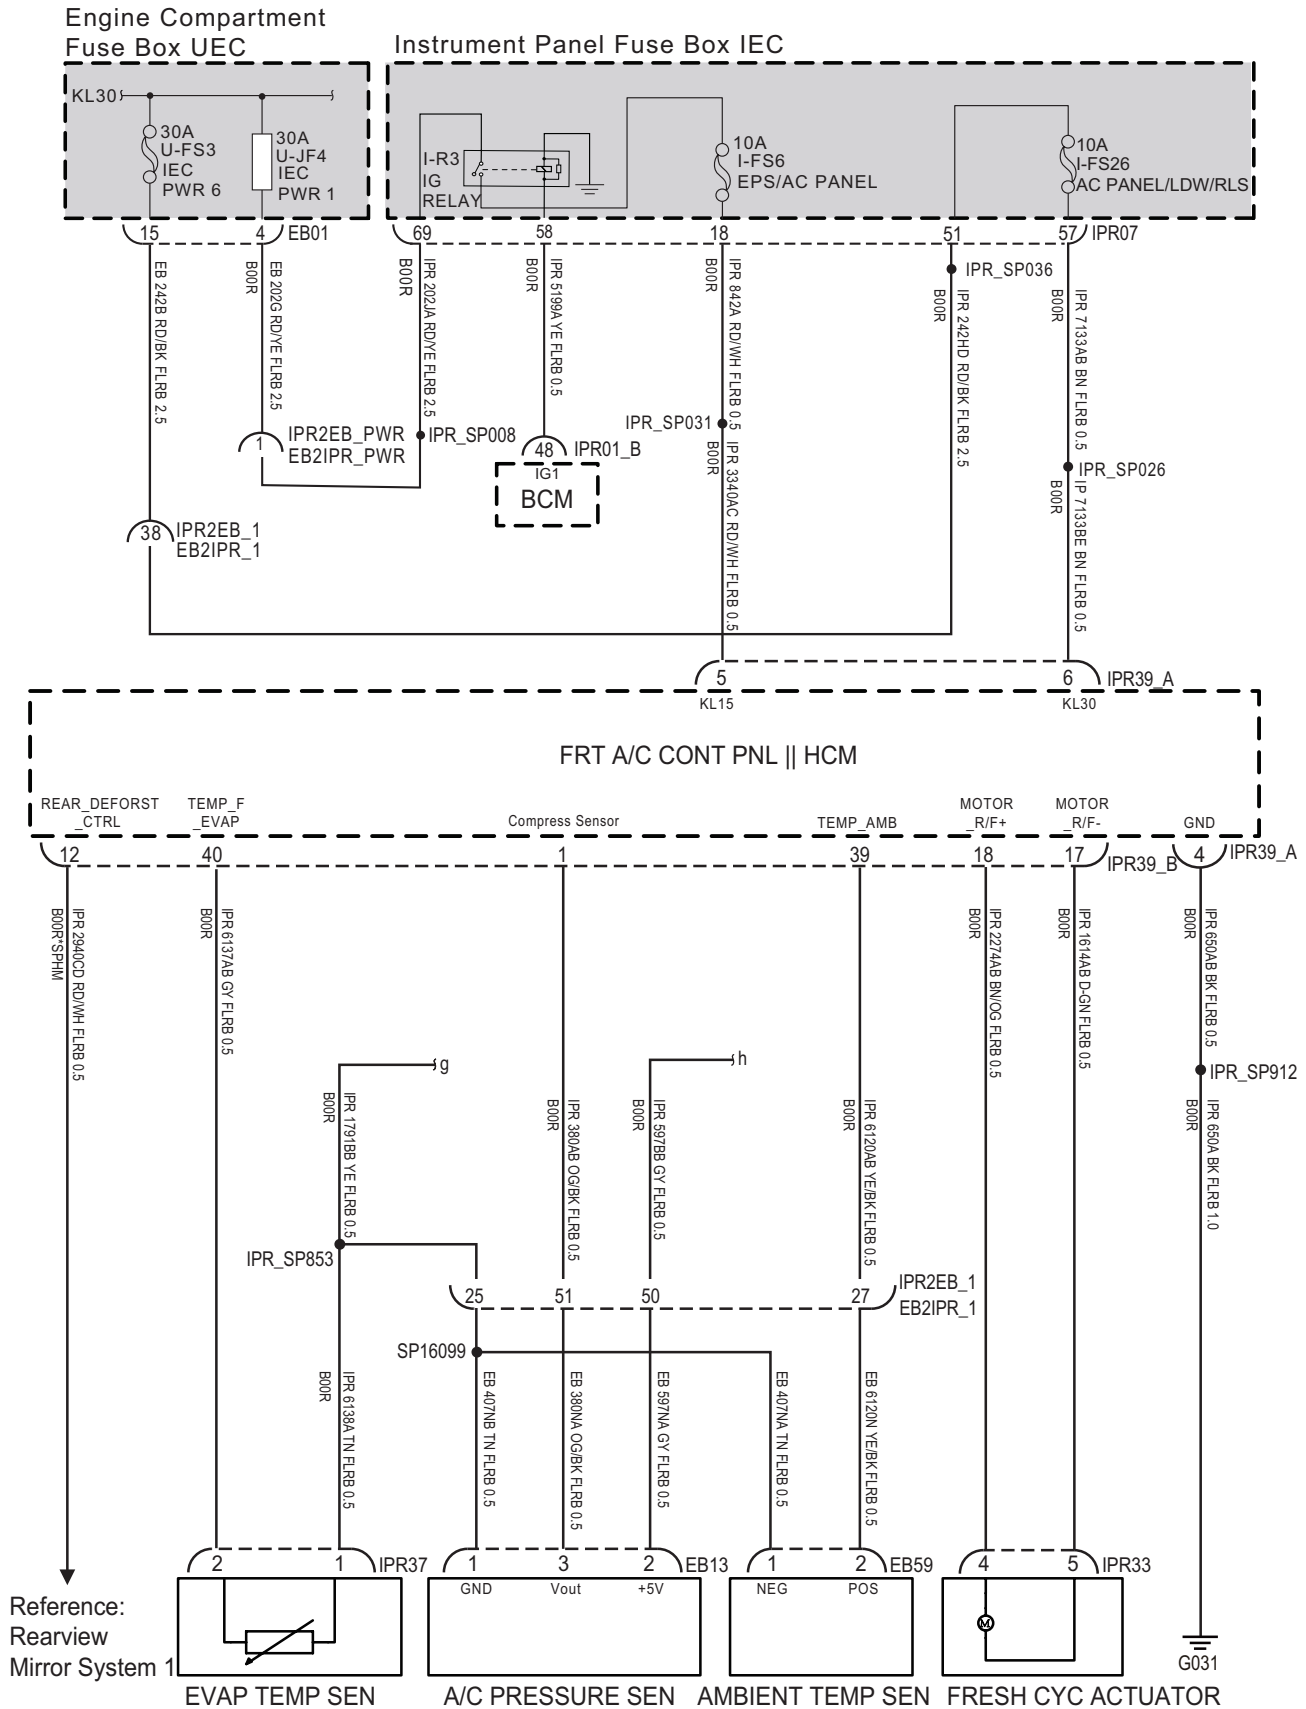 Engine Compartment
Fuse Box UEC
Instrument Panel Fuse Box IEC
KL30
30A
U-FS3
IEC
PWR 6
30A
U-JF4
IEC
PWR 1
I-R3
IG
RELAY
10A
I-FS6
EPS/AC PANEL
10A
I-FS26
AC PANEL/LDW/RLS
15
4
EB01
69
58
18
51
57
IPR07
EB 242B RD/BK FLRB 2.5
EB 202G RD/YE FLRB 2.5
B00R
IPR 202JA RD/YE FLRB 2.5
B00R
IPR 5199A YE FLRB 0.5
B00R
IPR 842A RD/WH FLRB 0.5
B00R
IPR_SP036
IPR 242HD RD/BK FLRB 2.5
B00R
IPR 7133AB BN FLRB 0.5
B00R
1
IPR2EB_PWR
EB2IPR_PWR
IPR_SP008
48
IPR01_B
IG1
BCM
IPR_SP031
IPR 3340AC RD/WH FLRB 0.5
B00R
IPR_SP026
IP 7133BE BN FLRB 0.5
B00R
38
IPR2EB_1
EB2IPR_1
5
6
IPR39_A
KL15
KL30
FRT A/C CONT PNL || HCM
REAR_DEFORST
_CTRL
TEMP_F
_EVAP
Compress Sensor
TEMP_AMB
MOTOR
_R/F+
MOTOR
_R/F-
GND
12
40
1
39
18
17
IPR39_B
4
IPR39_A
IPR 2940CD RD/WH FLRB 0.5
B00R*SPHM
IPR 6137AB GY FLRB 0.5
B00R
IPR 2274AB BN/OG FLRB 0.5
B00R
IPR 1614AB D-GN FLRB 0.5
B00R
IPR 650AB BK FLRB 0.5
B00R
g
h
IPR_SP912
IPR 1791BB YE FLRB 0.5
B00R
IPR 380AB OG/BK FLRB 0.5
B00R
IPR 597BB GY FLRB 0.5
B00R
IPR 6120AB YE/BK FLRB 0.5
B00R
IPR 650A BK FLRB 1.0
B00R
IPR_SP853
25
51
50
27
IPR2EB_1
EB2IPR_1
SP16099
IPR 6138A TN FLRB 0.5
B00R
EB 407NB TN FLRB 0.5
EB 380NA OG/BK FLRB 0.5
EB 597NA GY FLRB 0.5
EB 407NA TN FLRB 0.5
EB 6120N YE/BK FLRB 0.5
2
1
IPR37
1
3
2
EB13
1
2
EB59
4
5
IPR33
GND
Vout
+5V
NEG
POS
M
G031
Reference:
Rearview
Mirror System 1
EVAP TEMP SEN
A/C PRESSURE SEN
AMBIENT TEMP SEN
FRESH CYC ACTUATOR